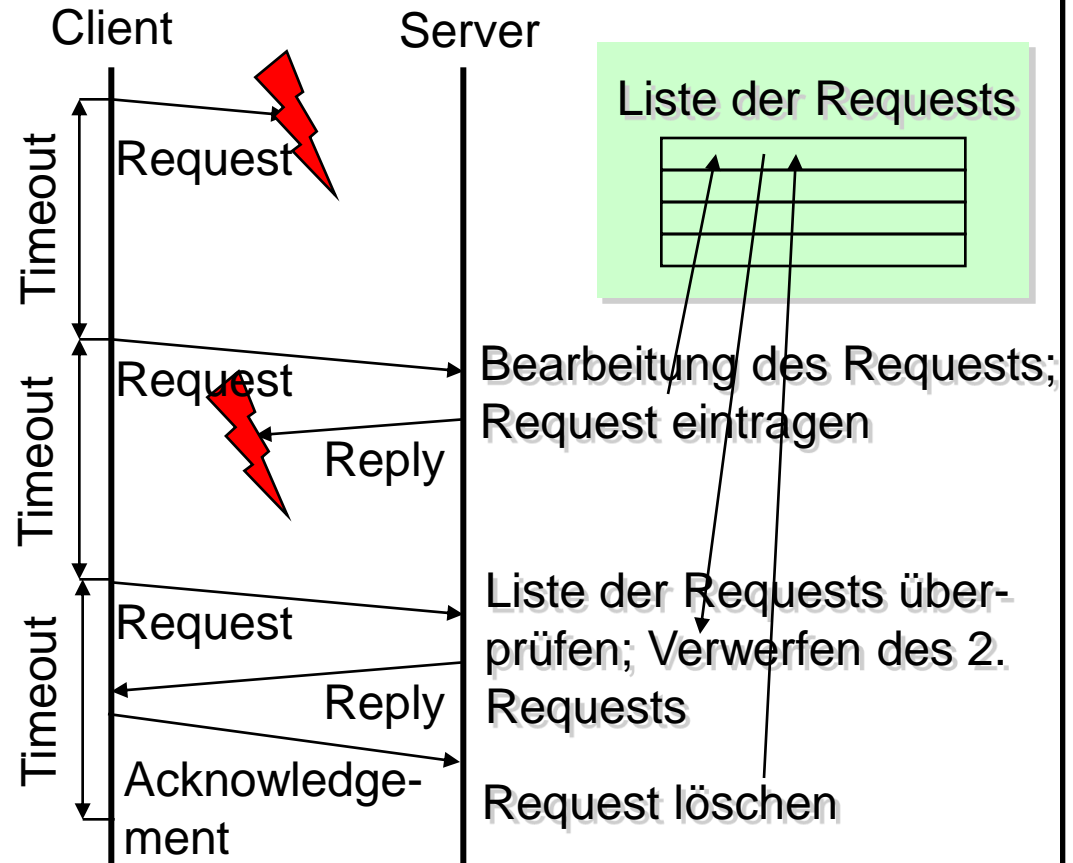 Client
Server
Liste der Requests
Timeout
Request
Timeout
Request
Bearbeitung des Requests;
Request eintragen
Reply
Timeout
Request
Liste der Requests über-
prüfen; Verwerfen des 2.
Requests
Reply
Acknowledge-
ment
Request löschen